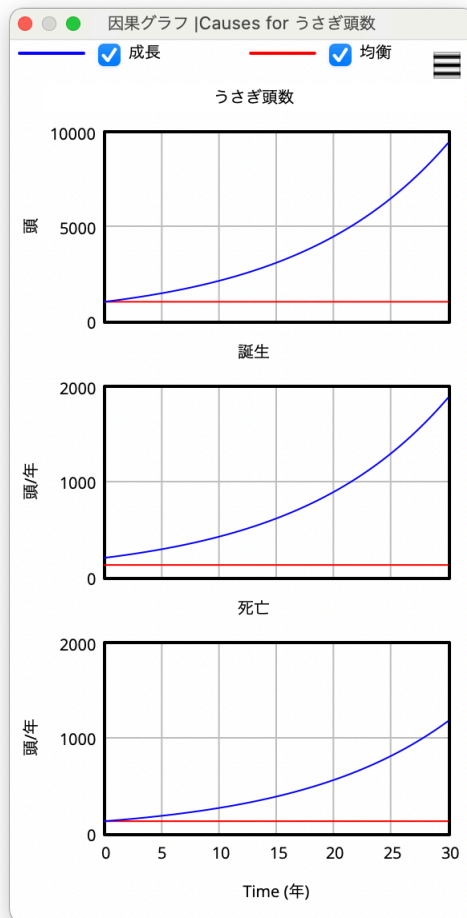 因果グラフ |Causes for うさぎ頭数
成長 均衡
うさぎ頭数
10000
頭
5000
0
誕生
2000
頭/年
1000
0
死亡
2000
頭/年
1000
0
0 5 10 15 20 25 30
Time (年)